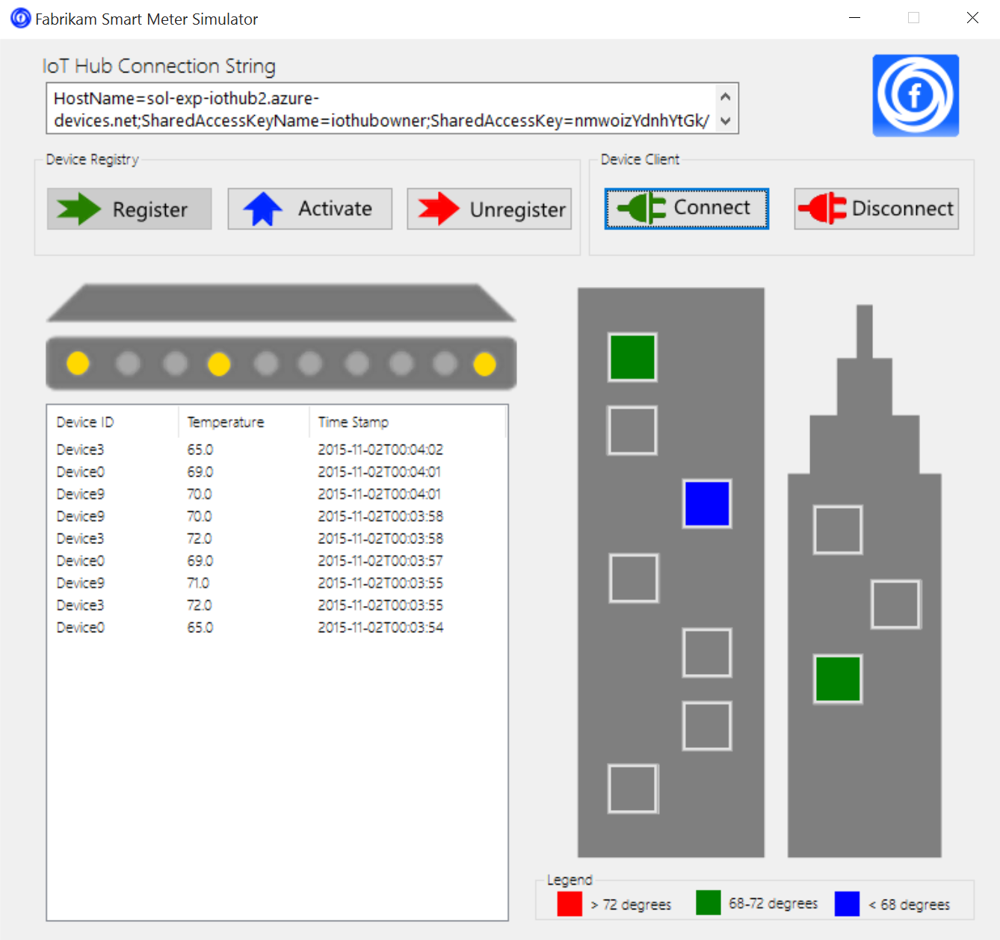 Fabrikam Smart Meter Simulator
IoT Hub Connection String
HostName=sol-exp-iothub2.azure-
devices.net;SharedAccessKeyName=iothubowner;SharedAccessKey=nmwoizYdnhYtGk/
f
Device Registry
Register Activate Unregister
Device Client
Connect Disconnect
Device ID Temperature Time Stamp
Device3 65.0 2015-11-02T00:04:02
Device0 69.0 2015-11-02T00:04:01
Device9 70.0 2015-11-02T00:04:01
Device9 70.0 2015-11-02T00:03:58
Device3 72.0 2015-11-02T00:03:58
Device0 69.0 2015-11-02T00:03:57
Device9 71.0 2015-11-02T00:03:55
Device3 72.0 2015-11-02T00:03:55
Device0 65.0 2015-11-02T00:03:54
Legend
> 72 degrees 68-72 degrees < 68 degrees